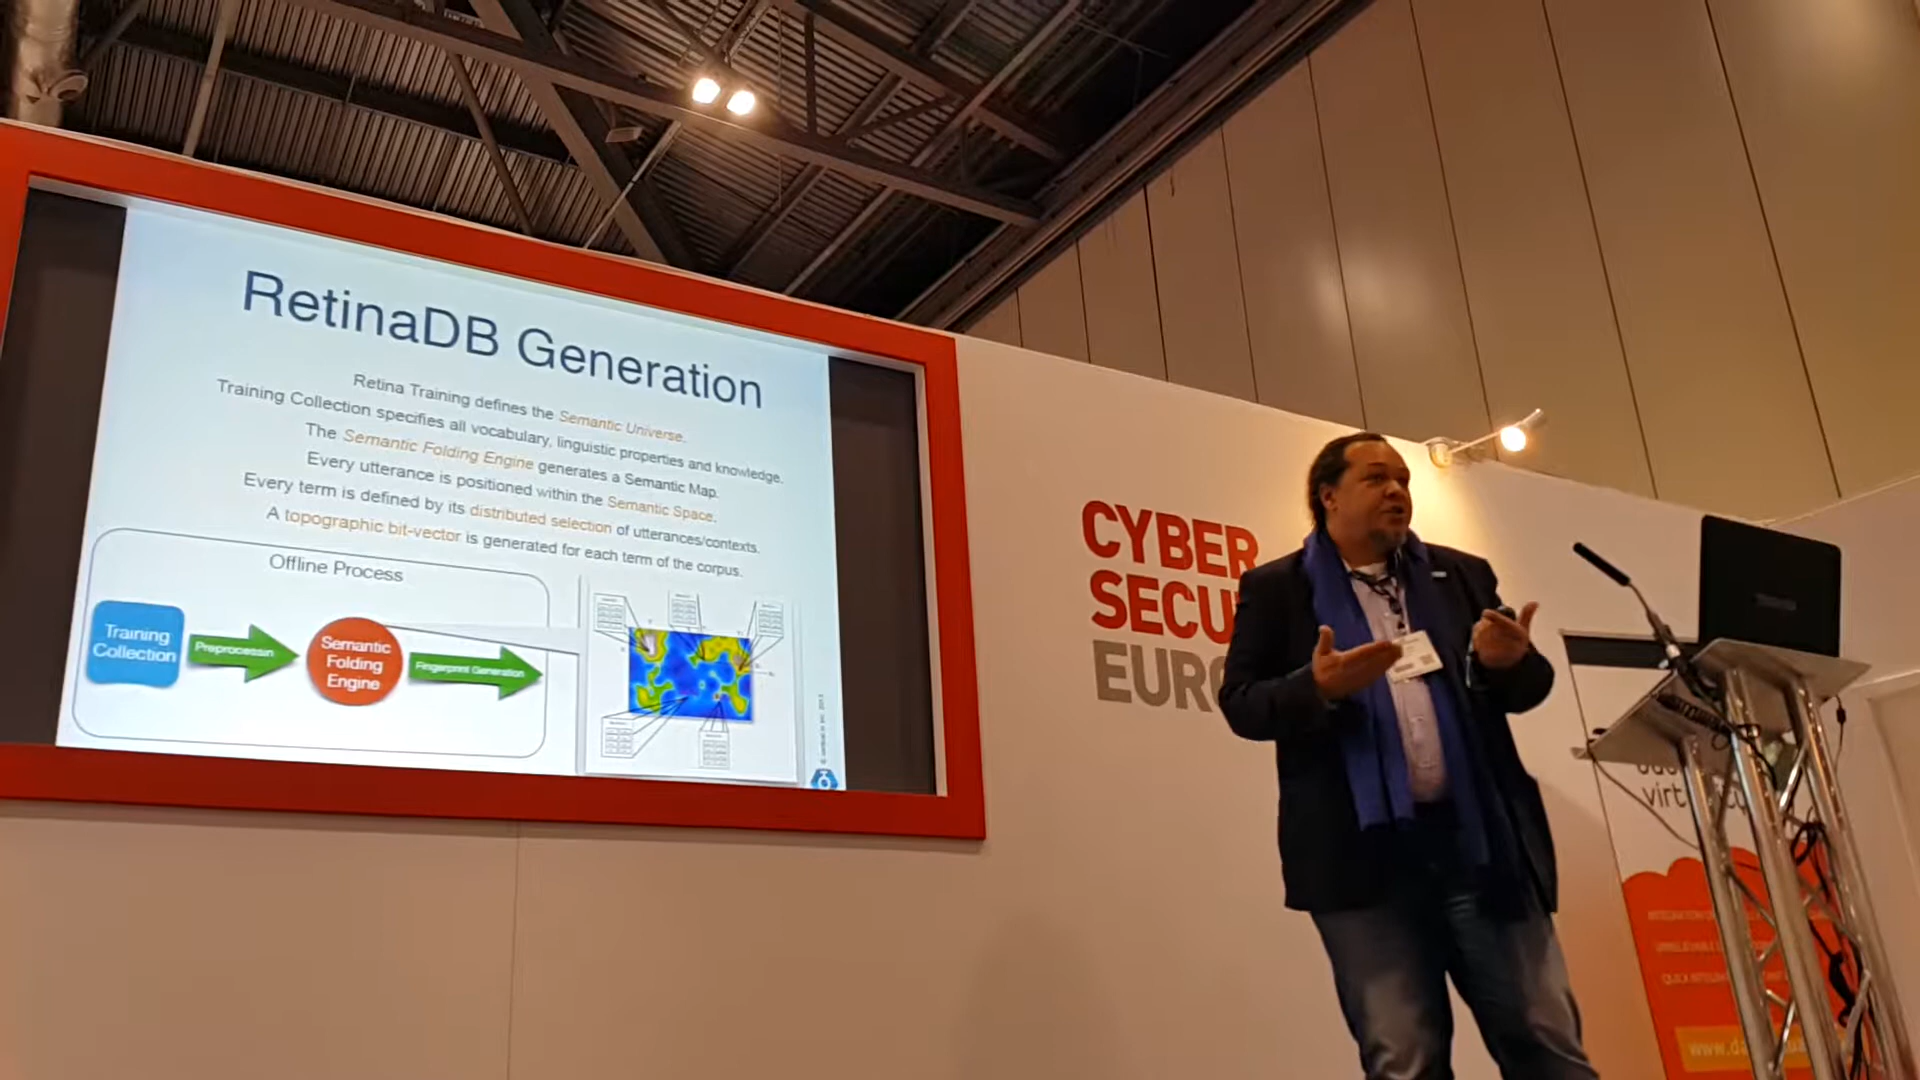 RetinaDB Generation
Retina Training defines the Semantic Universe.
Training Collection specifies all vocabulary, linguistic properties and knowledge.
The Semantic Folding Engine generates a Semantic Map.
Every utterance is positioned within the Semantic Space.
Every term is defined by its distributed selection of utterances/contexts.
A topographic bit-vector is generated for each term of the corpus.
Offline Process
Training
Collection
Preprocessin
Semantic
Folding
Engine
Fingerprint Generation
CYBER
SECU
EURO
virt
www.da